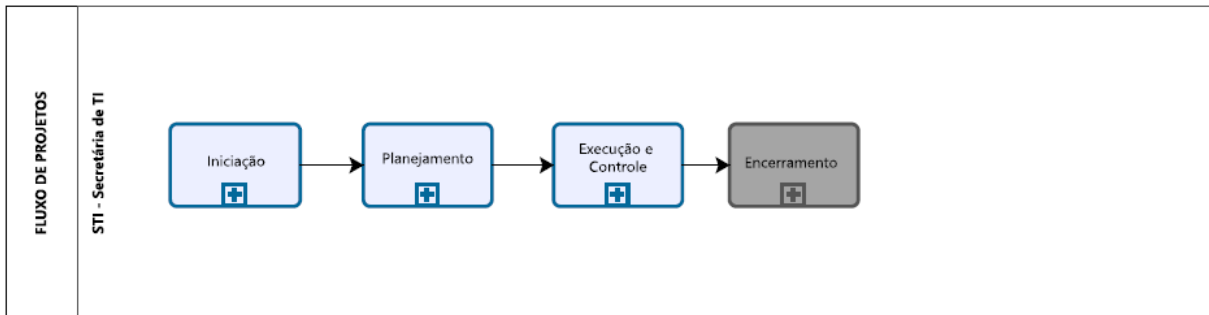 FLUXO DE PROJETOS
STI - Secretária de TI
Iniciação
Planejamento
Execução e
Controle
Encerramento